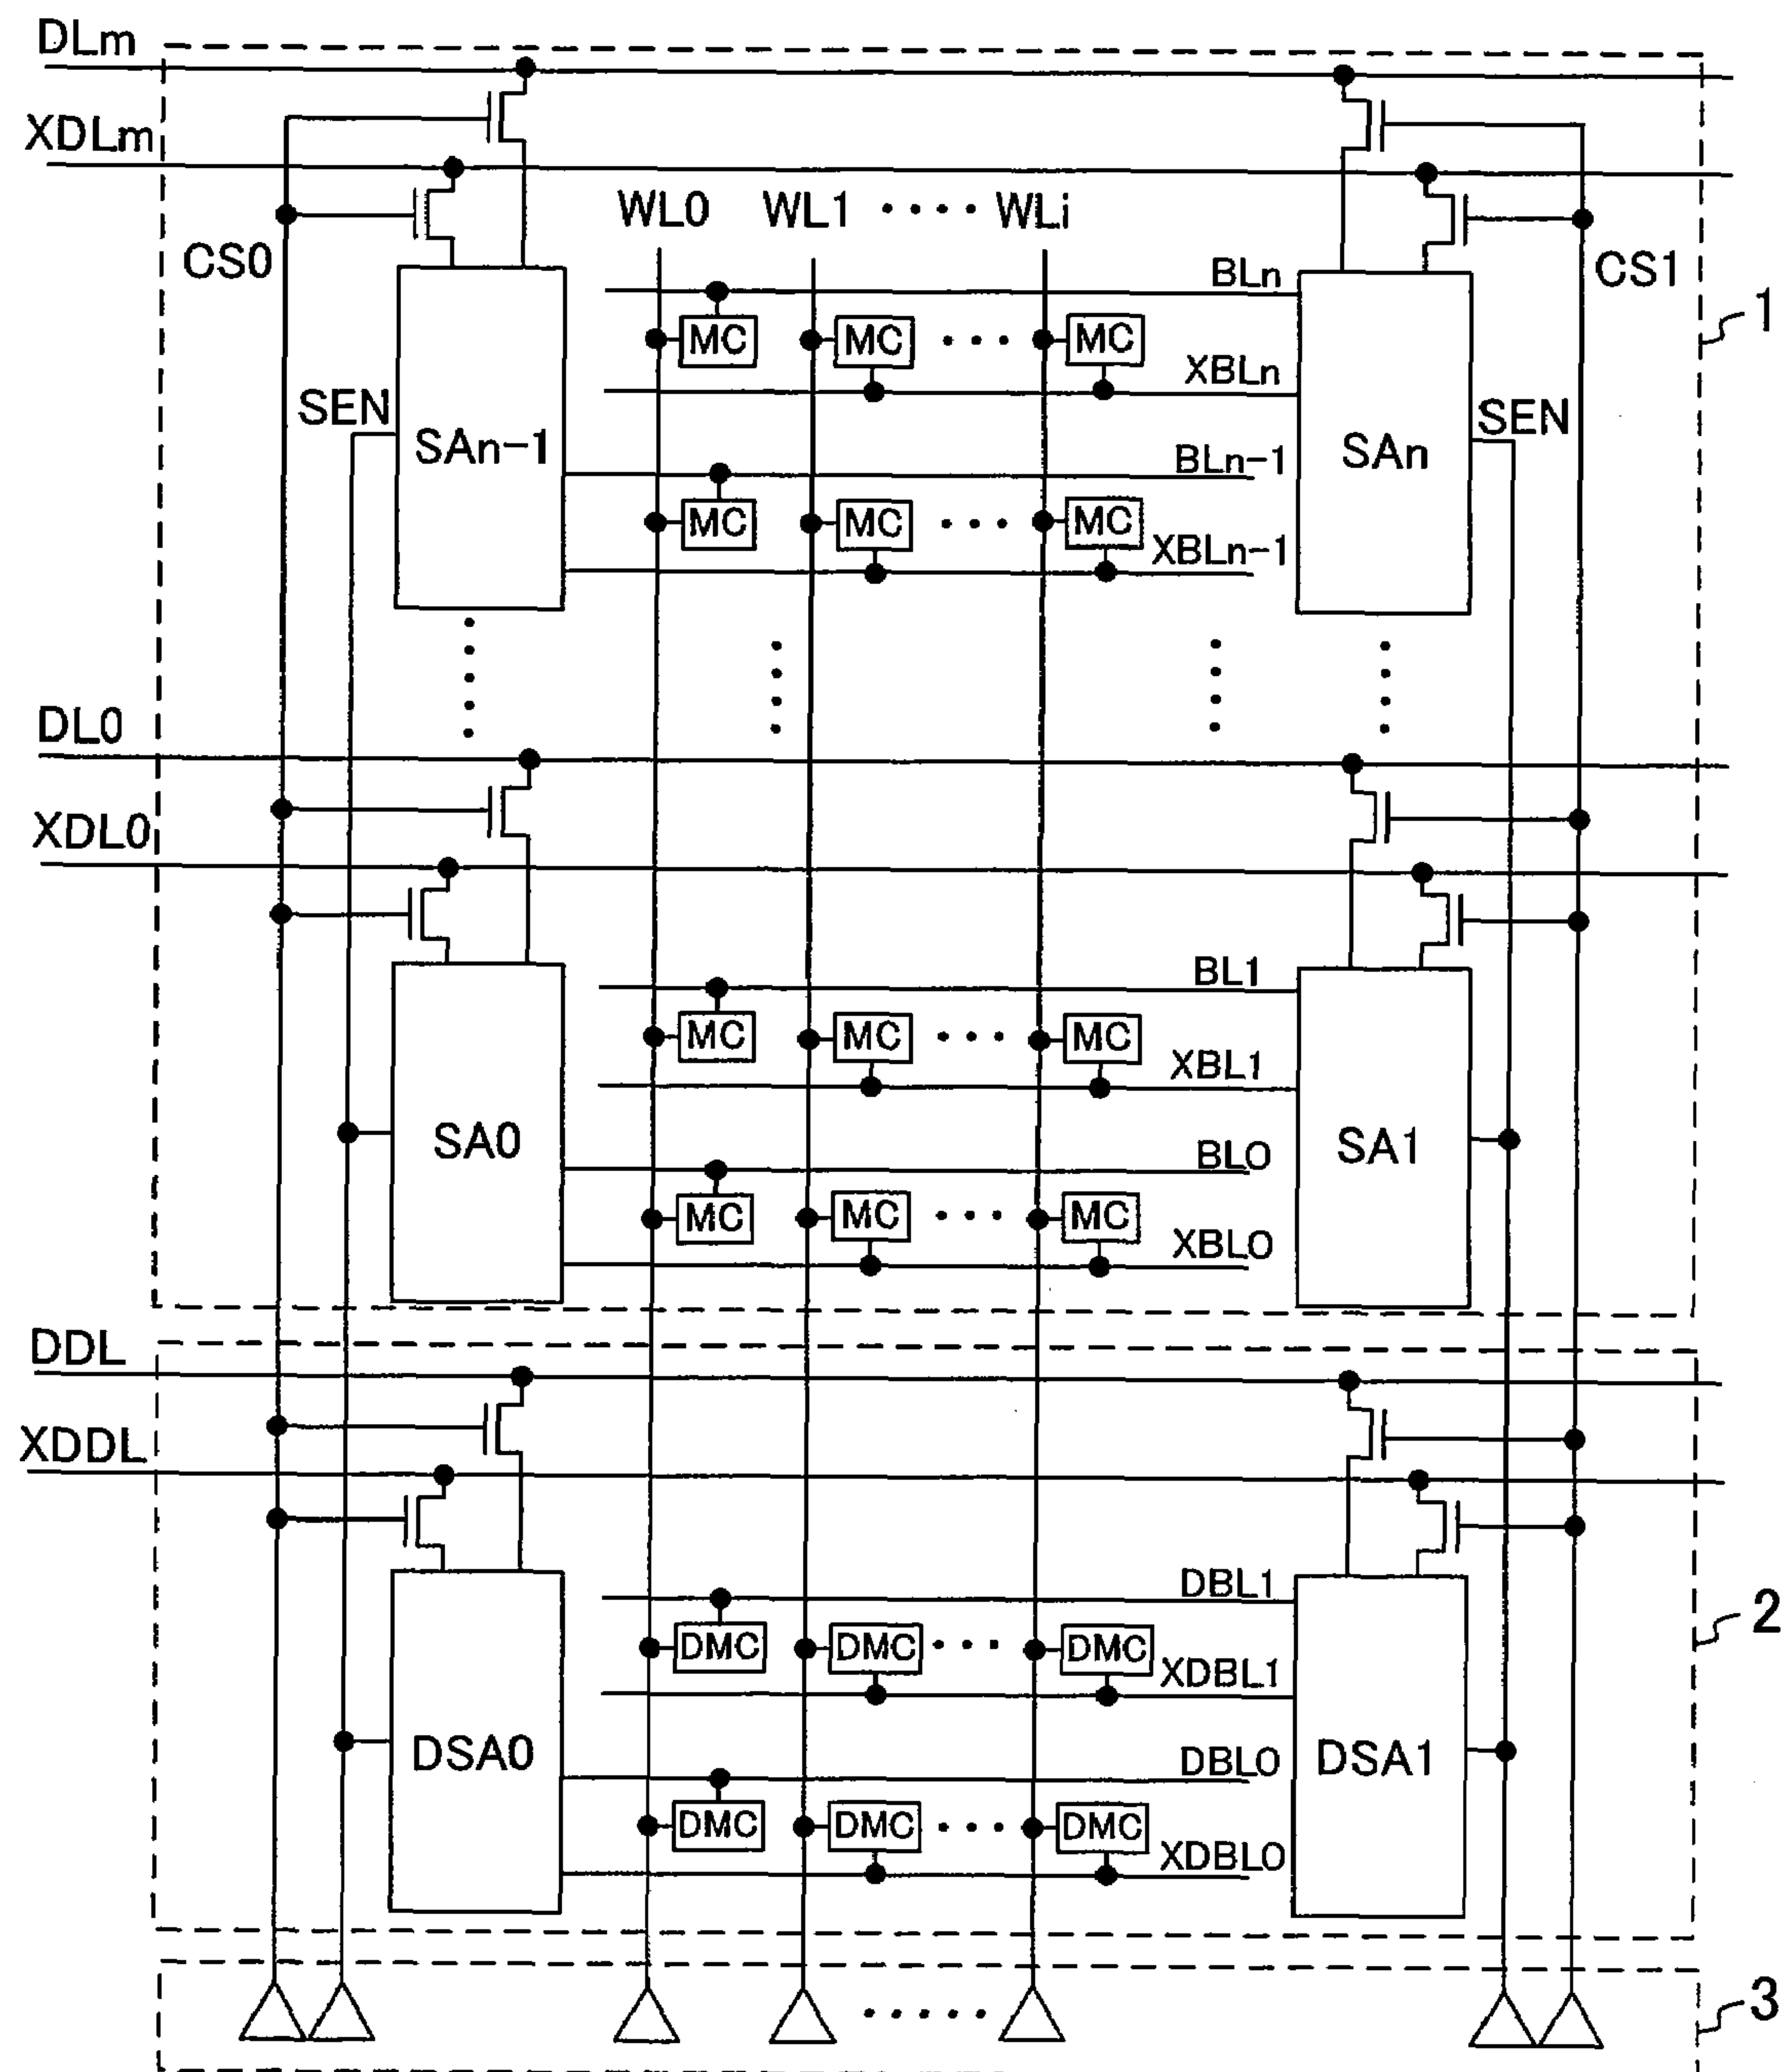 DLm
XDLm
WL0 WL1 ···· WLi
CS0 CS1
BLn
1
MC MC ··· MC
XBLn
SEN SEN
SAn-1 SAn
BLn-1
MC MC ··· MC
XBLn-1
DL0
XDL0
BL1
MC MC ··· MC
XBL1
SA0 SA1
BL0
MC MC ··· MC
XBL0
DDL
XDDL
DBL1
2
DMC DMC ··· DMC
XDBL1
DSA0 DSA1
DBL0
DMC DMC ··· DMC
XDBL0
·····
3